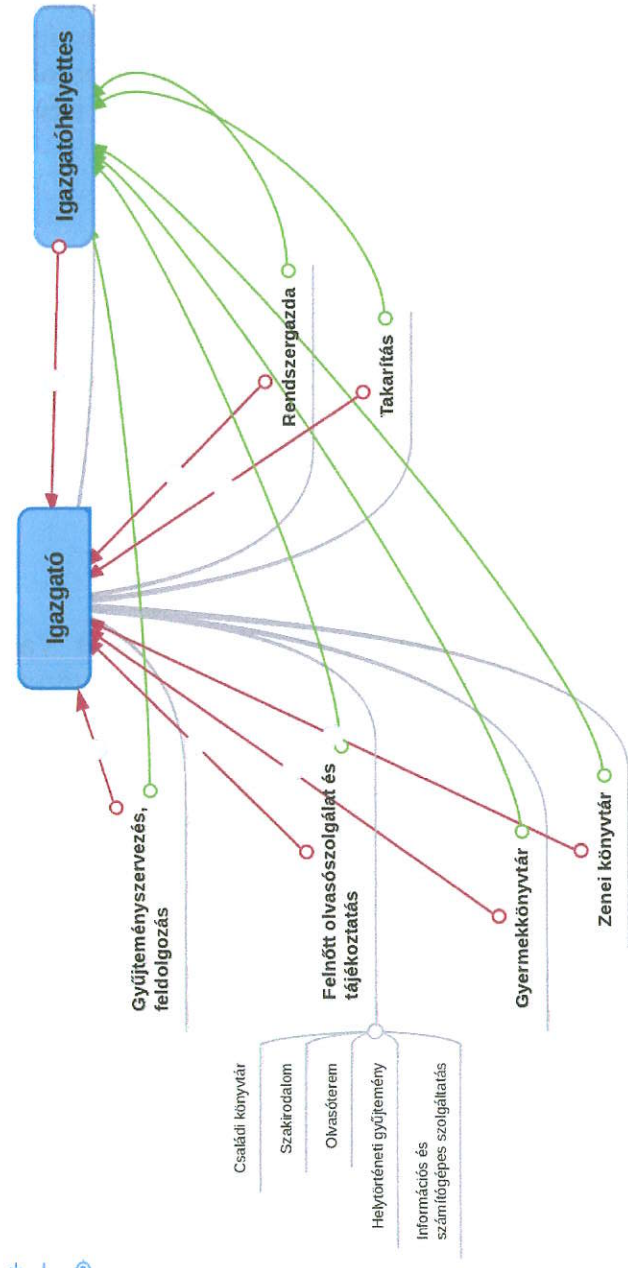 Igazgató
Igazgatóhelyettes
Gyűjteményszervezés,
feldolgozás
Felnőtt olvasószolgálat és
tájékoztatás
Családi könyvtár
Szakirodalom
Olvasóterem
Helytörténeti gyűjtemény
Információs és
számítógépes szolgáltatás
Gyermekkönyvtár
Zenei könyvtár
Rendszergazda
Takarítás